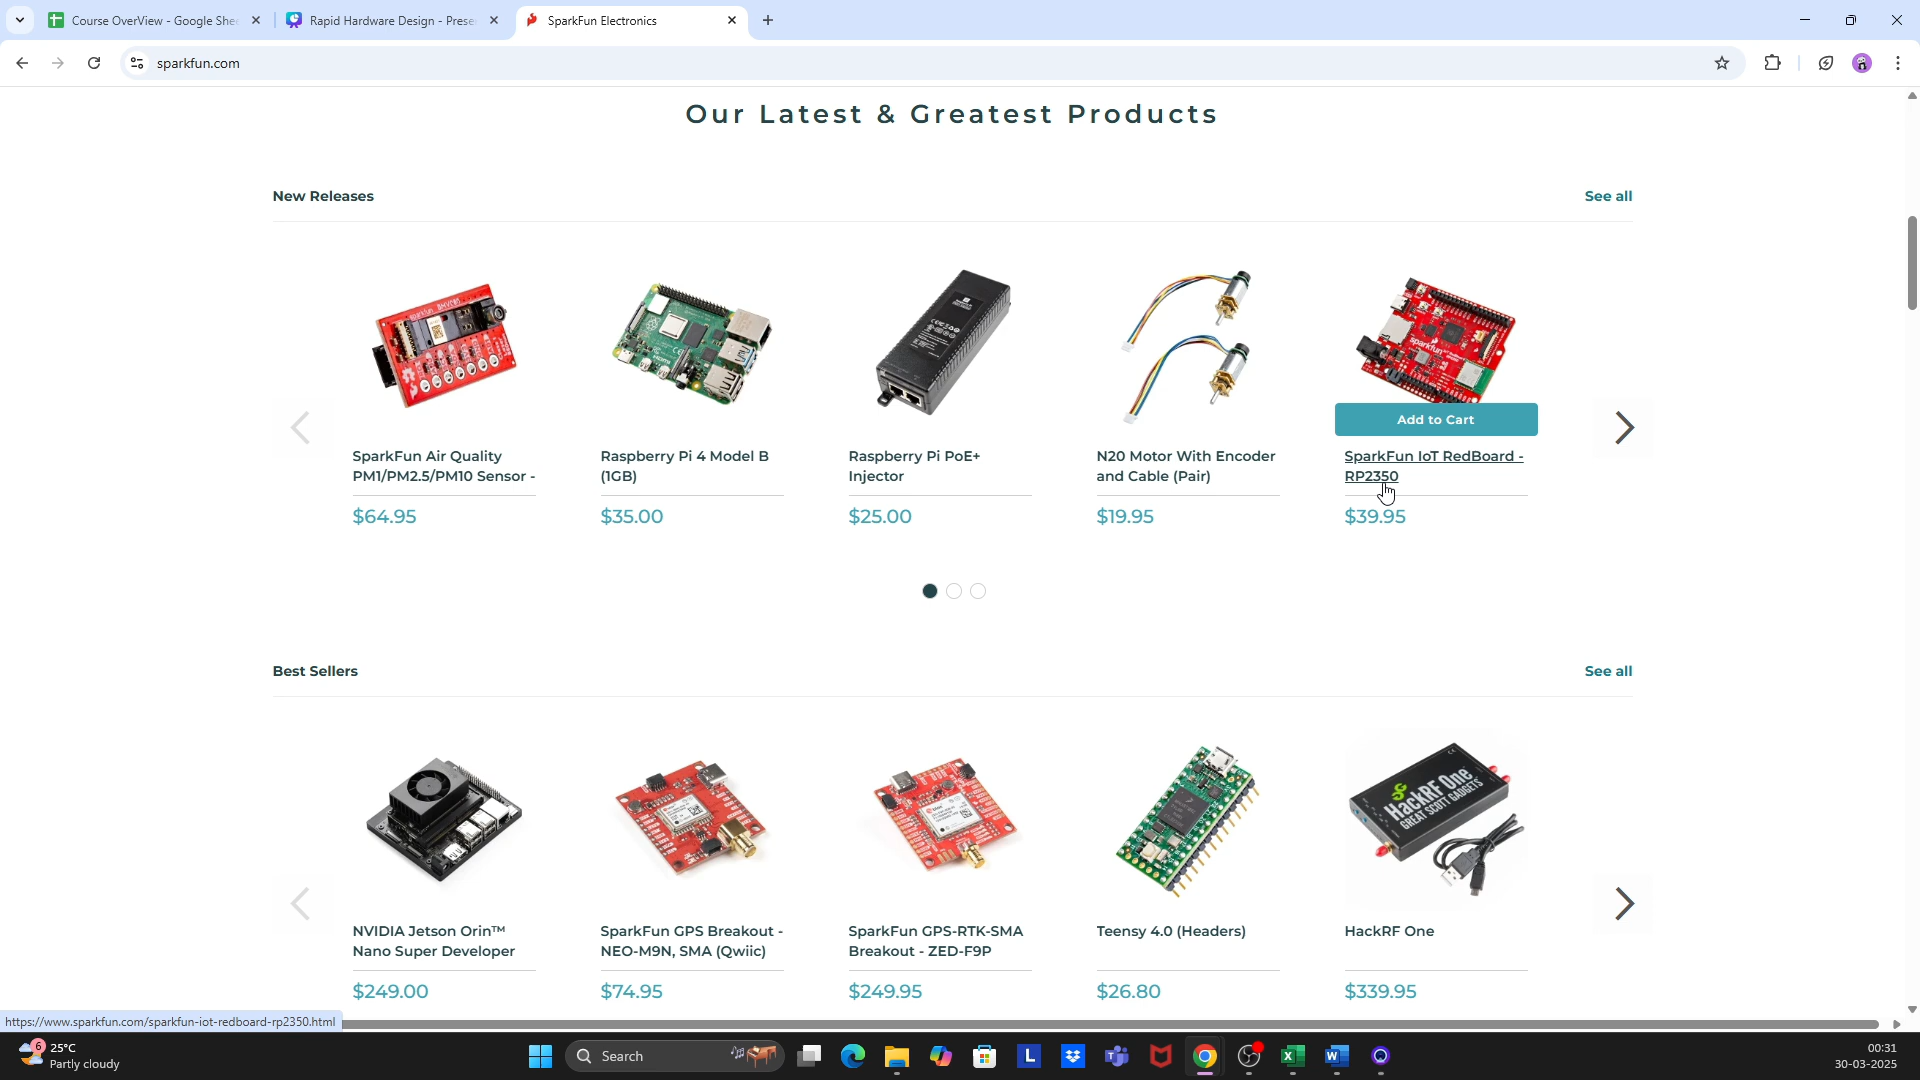 Course OverView - Google She
Rapid Hardware Design - Prese
SparkFun Electronics
sparkfun.com
Our Latest & Greatest Products
New Releases
See all
Add to Cart
SparkFun Air Quality
PM1/PM2.5/PM10 Sensor -
$64.95
Raspberry Pi 4 Model B
(1GB)
$35.00
Raspberry Pi PoE+
Injector
$25.00
N20 Motor With Encoder
and Cable (Pair)
$19.95
SparkFun IoT RedBoard -
RP2350
$39.95
Best Sellers
See all
HackRF One
GREAT SCOTT GADGETS
NVIDIA Jetson Orin™
Nano Super Developer
$249.00
SparkFun GPS Breakout -
NEO-M9N, SMA (Qwiic)
$74.95
SparkFun GPS-RTK-SMA
Breakout - ZED-F9P
$249.95
Teensy 4.0 (Headers)
$26.80
HackRF One
$339.95
https://www.sparkfun.com/sparkfun-iot-redboard-rp2350.html
6
25°C
Partly cloudy
Search
00:31
30-03-2025